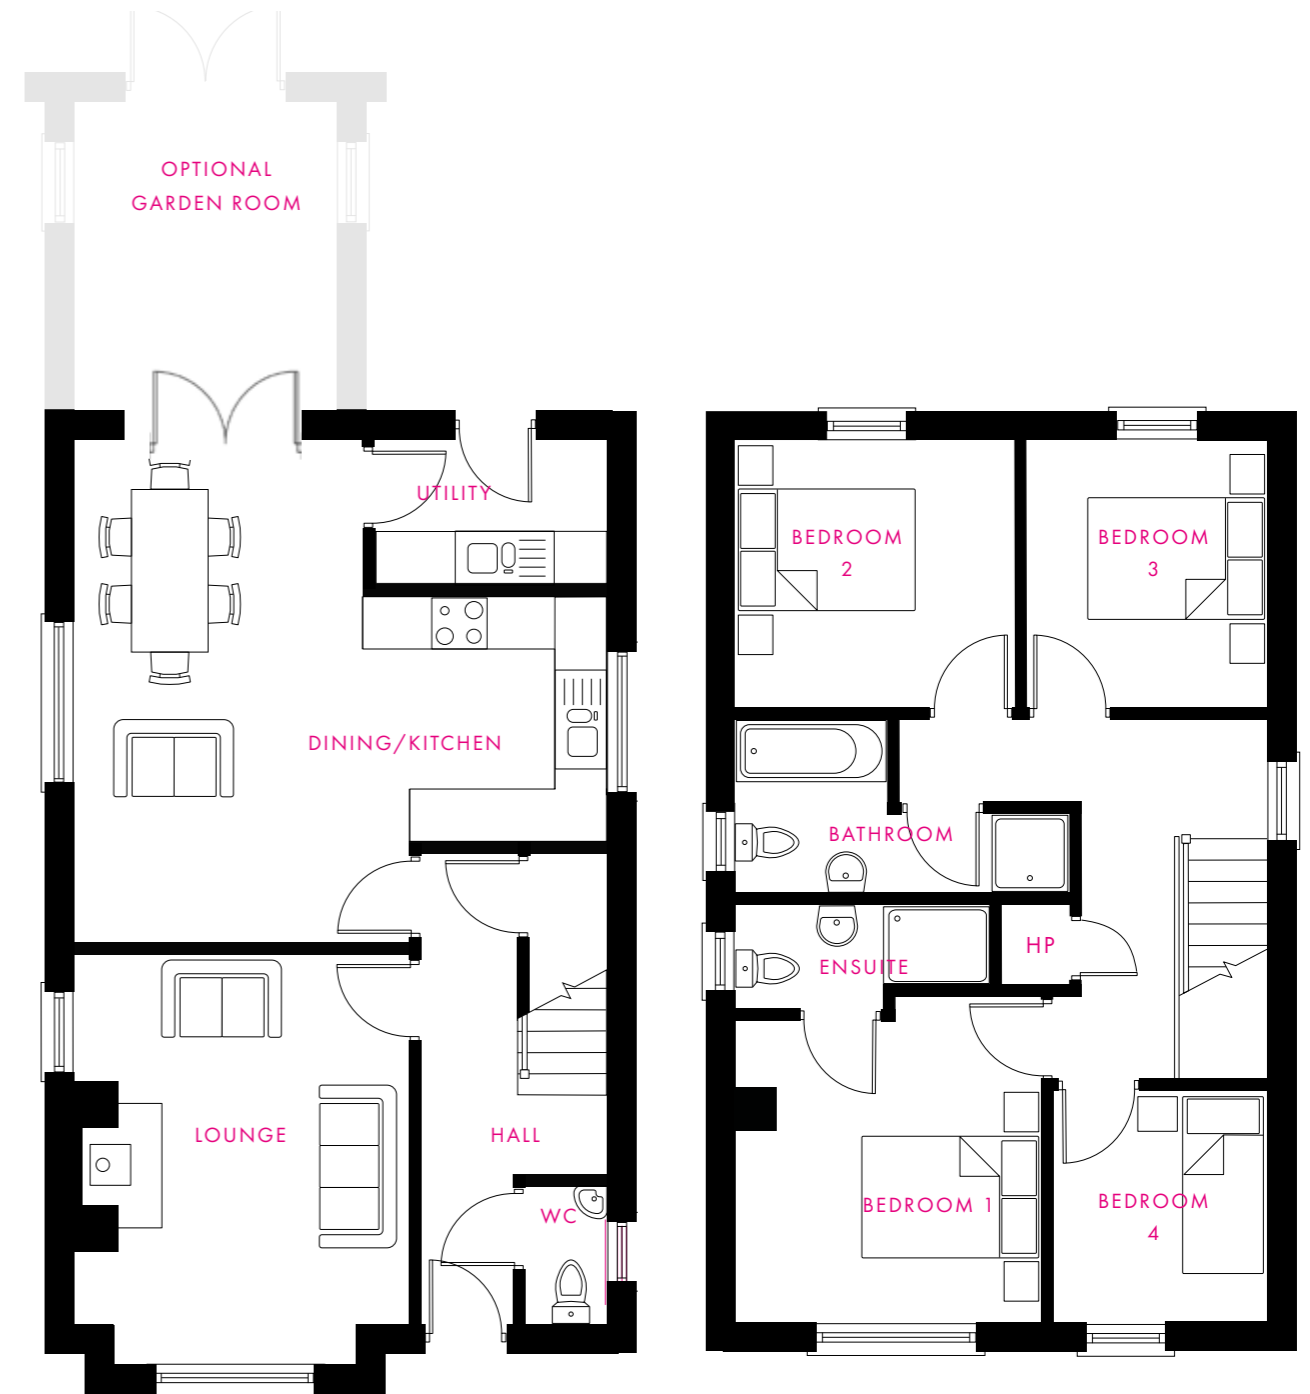 OPTIONAL
GARDEN ROOM
UTILITY
DINING/KITCHEN
LOUNGE
HALL
WC
BEDROOM
2
BEDROOM
3
BATHROOM
ENSUITE
HP
BEDROOM 1
BEDROOM
4